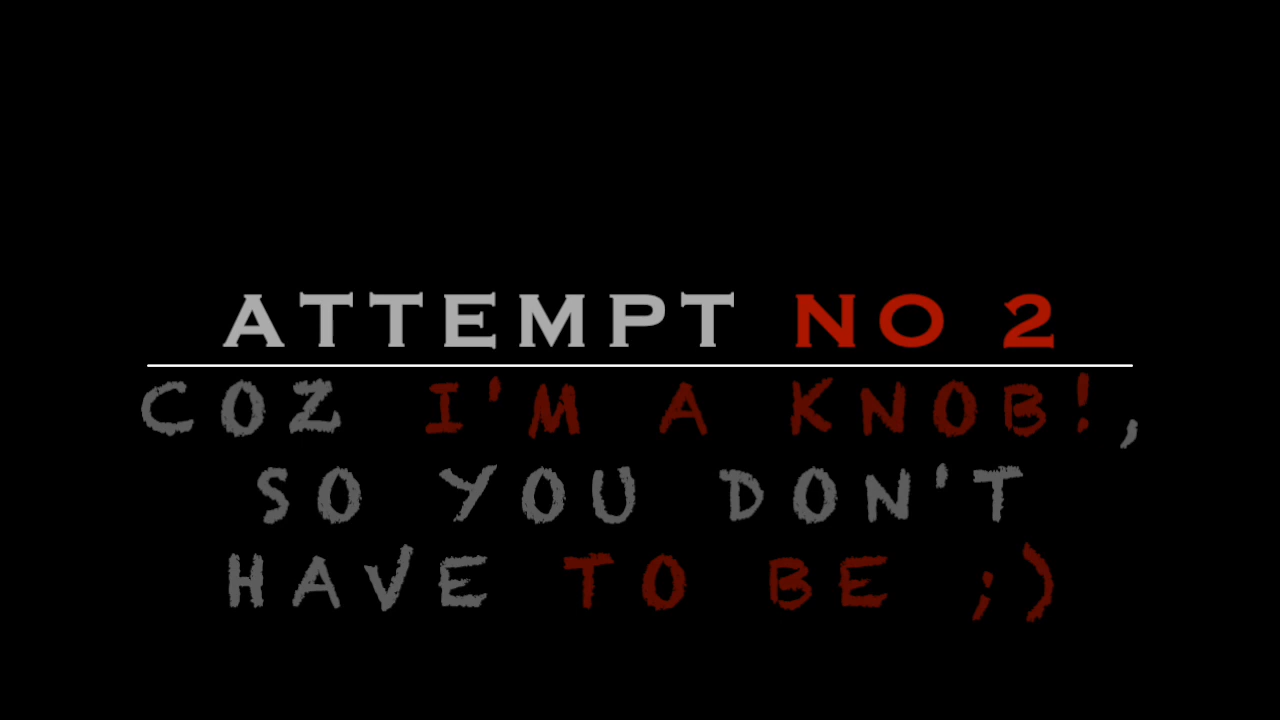 ATTEMPT NO 2
COZ I'M A KNOB!,
SO YOU DON'T
HAVE TO BE ;)